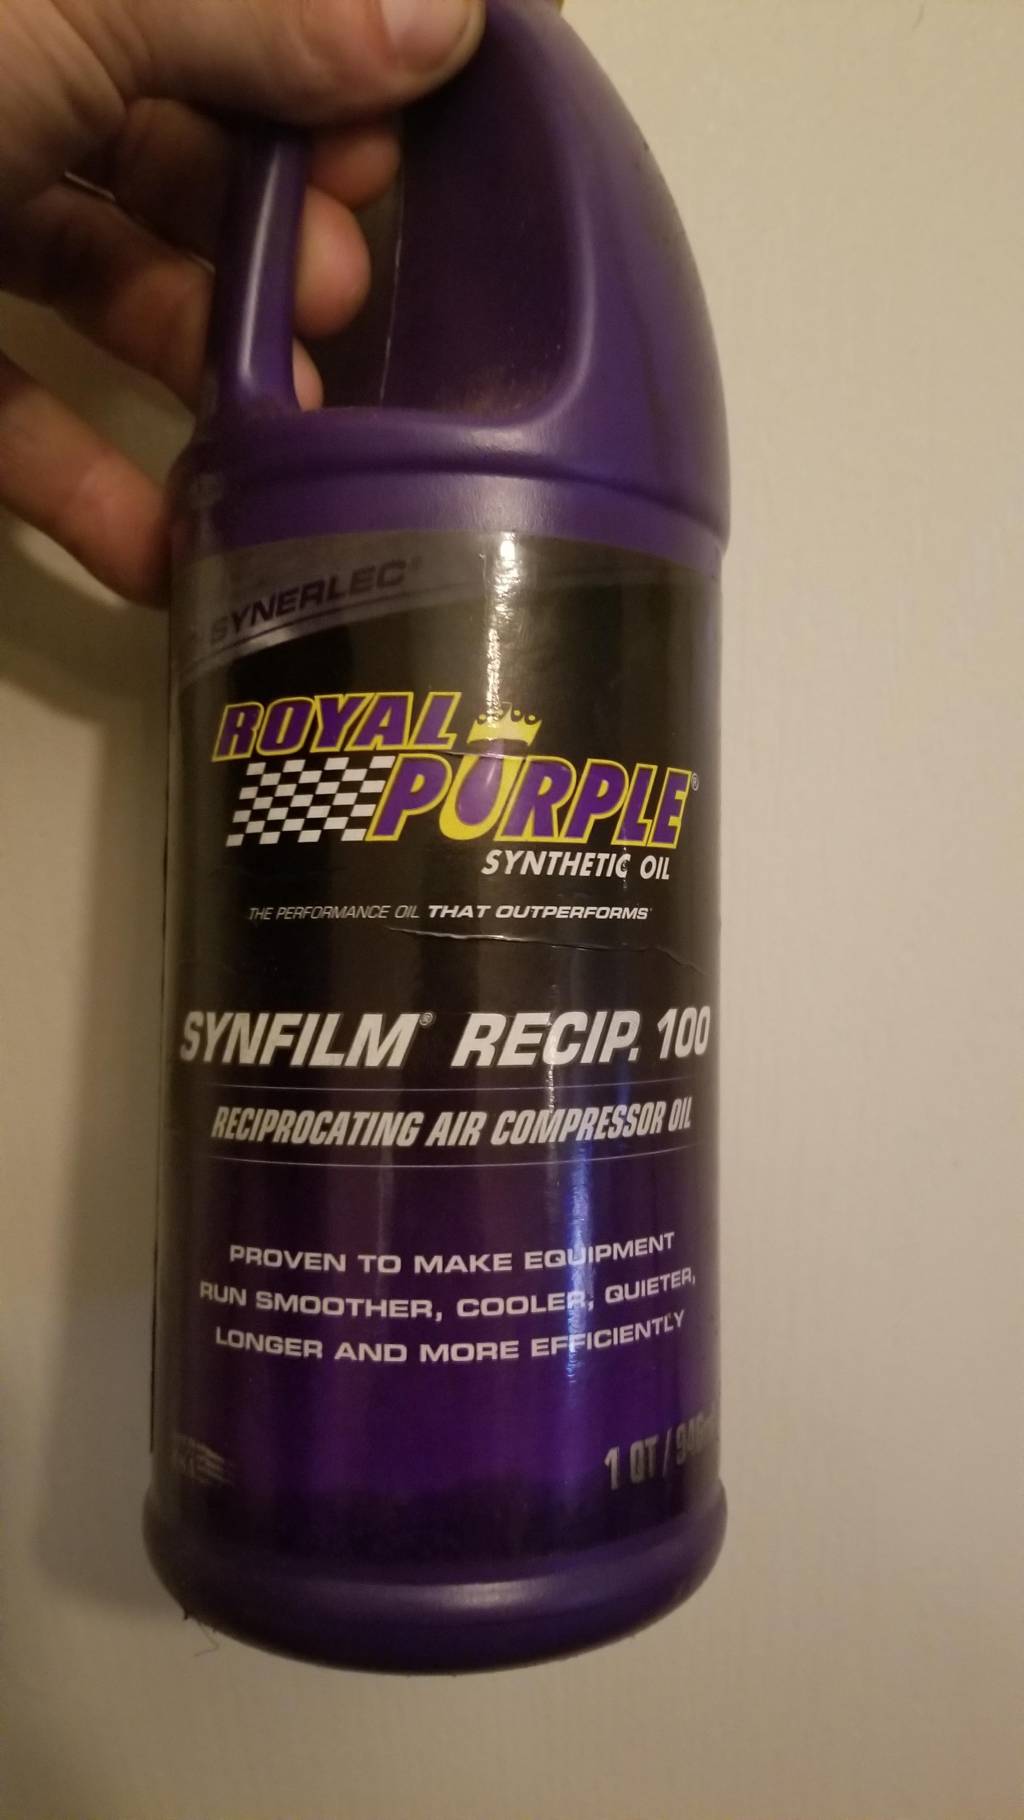 SYNERLEC®
ROYAL
PURPLE®
SYNTHETIC OIL
THE PERFORMANCE OIL THAT OUTPERFORMS
SYNFILM® RECIP. 100
RECIPROCATING AIR COMPRESSOR OIL
PROVEN TO MAKE EQUIPMENT
RUN SMOOTHER, COOLER, QUIETER,
LONGER AND MORE EFFICIENTLY
1 QT /